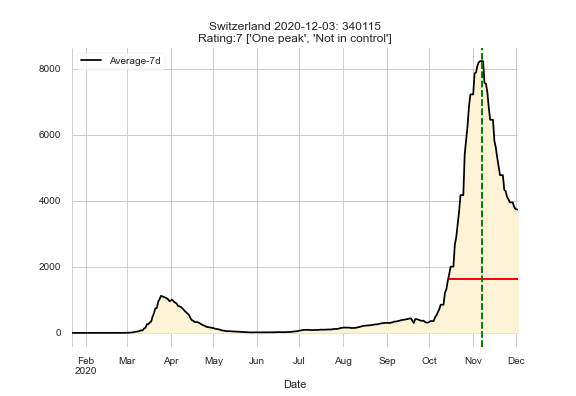 Switzerland 2020-12-03: 340115
Rating:7 ['One peak', 'Not in control']
Average-7d
8000
6000
4000
2000
0
Feb Mar Apr May Jun Jul Aug Sep Oct Nov Dec
2020
Date